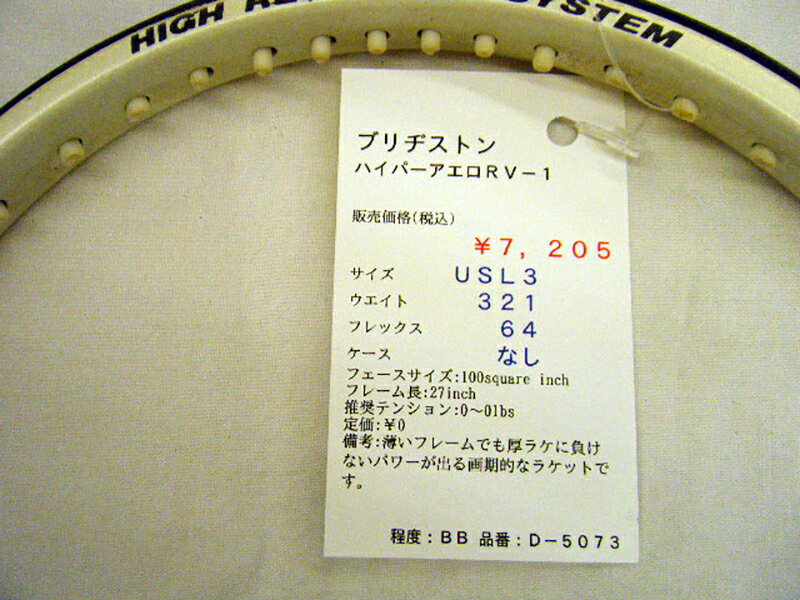 HIGH
SYSTEM
ブリヂストン
ハイパーアエロRV-1
販売価格(税込)
¥7,205
サイズ USL3
ウエイト 321
フレックス 64
ケース なし
フェースサイズ:100square inch
フレーム長:27inch
推奨テンション:0～0lbs
定価:¥0
備考:薄いフレームでも厚ラケに負け
ないパワーが出る画期的なラケットで
す。
程度:BB 品番:D-5073